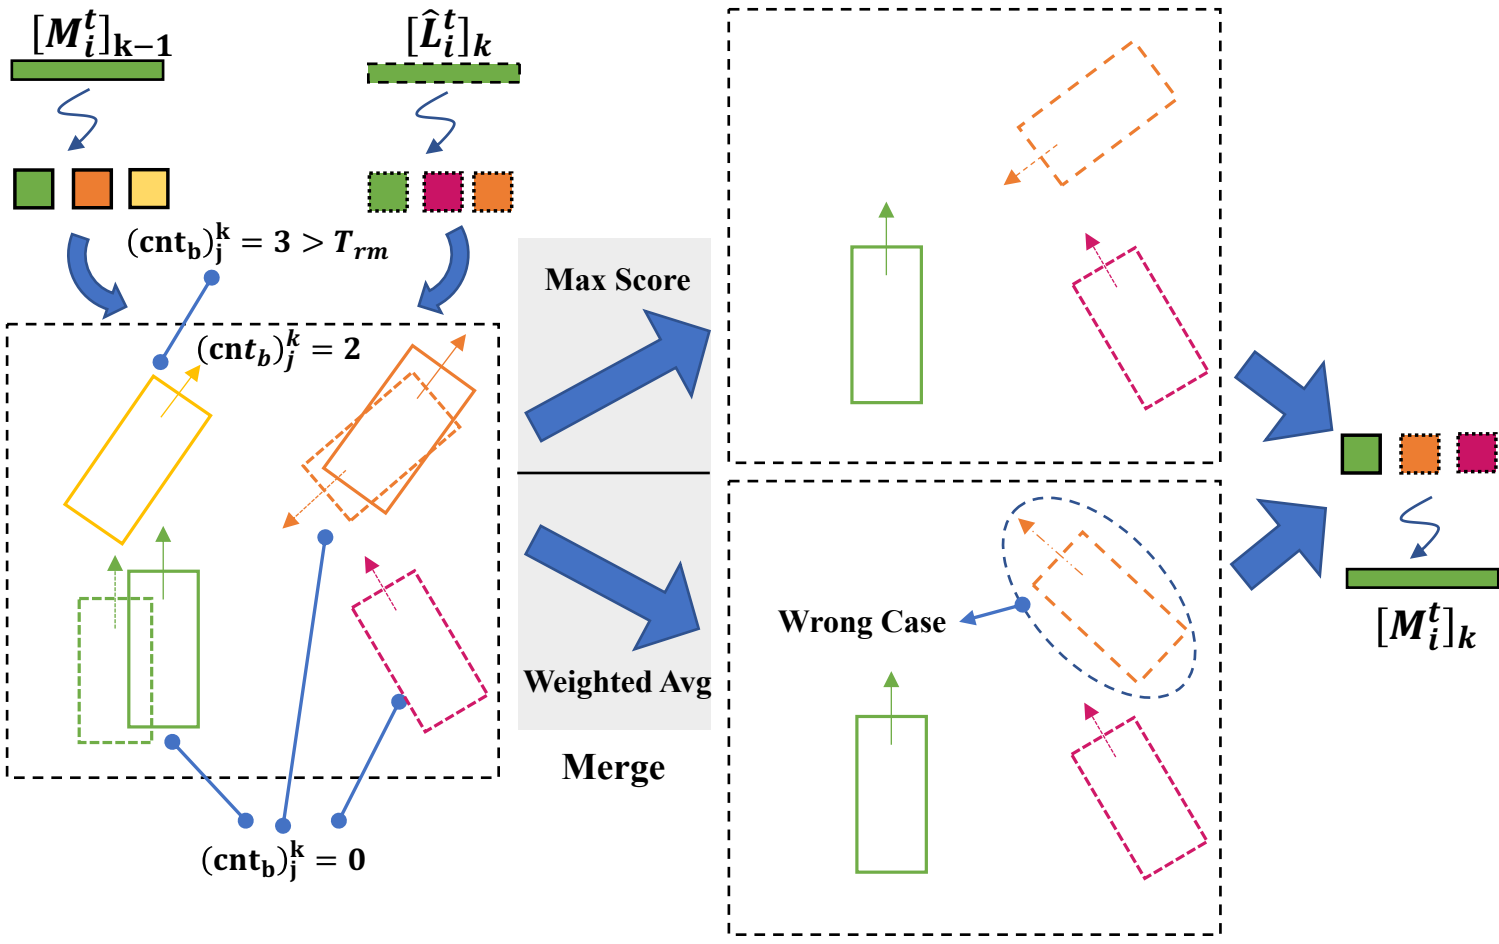 [M_i^t]_{k−1}
[L̂_i^t]_k
(cnt_b)_j^k = 3 > T_{rm}
(cnt_b)_j^k = 2
Max Score
Weighted Avg
Merge
Wrong Case
(cnt_b)_j^k = 0
[M_i^t]_k